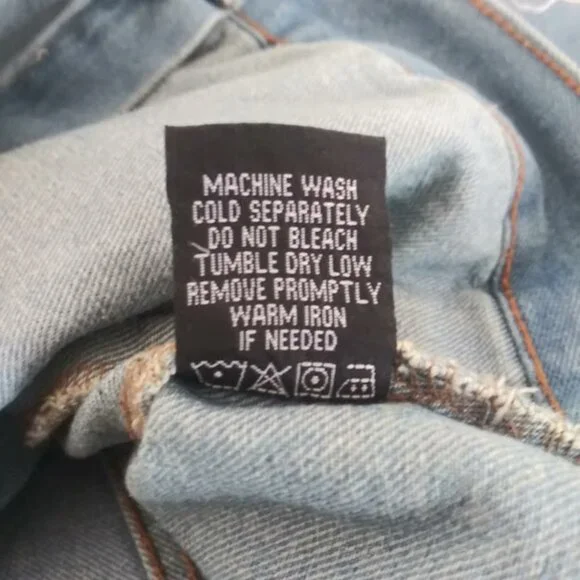 MACHINE WASH
COLD SEPARATELY
DO NOT BLEACH
TUMBLE DRY LOW
REMOVE PROMPTLY
WARM IRON
IF NEEDED